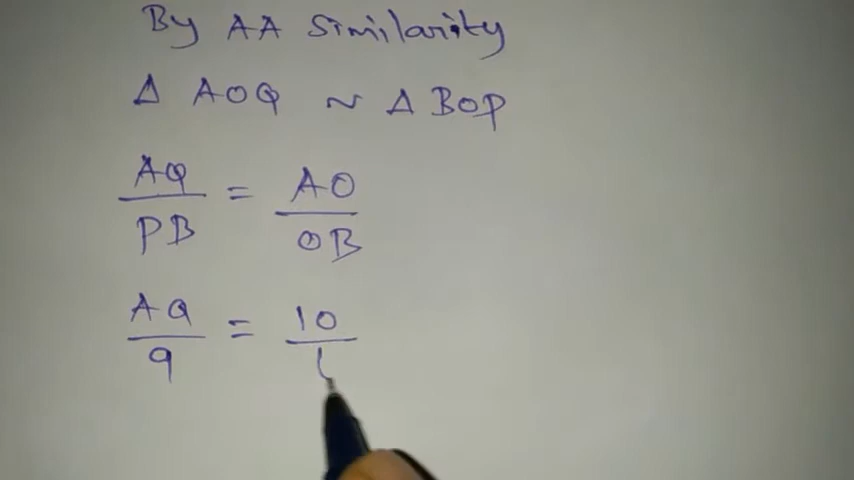 By AA Similarity
Δ AOQ ~ Δ BOP
AQ/PB = AO/OB
AQ/9 = 10/